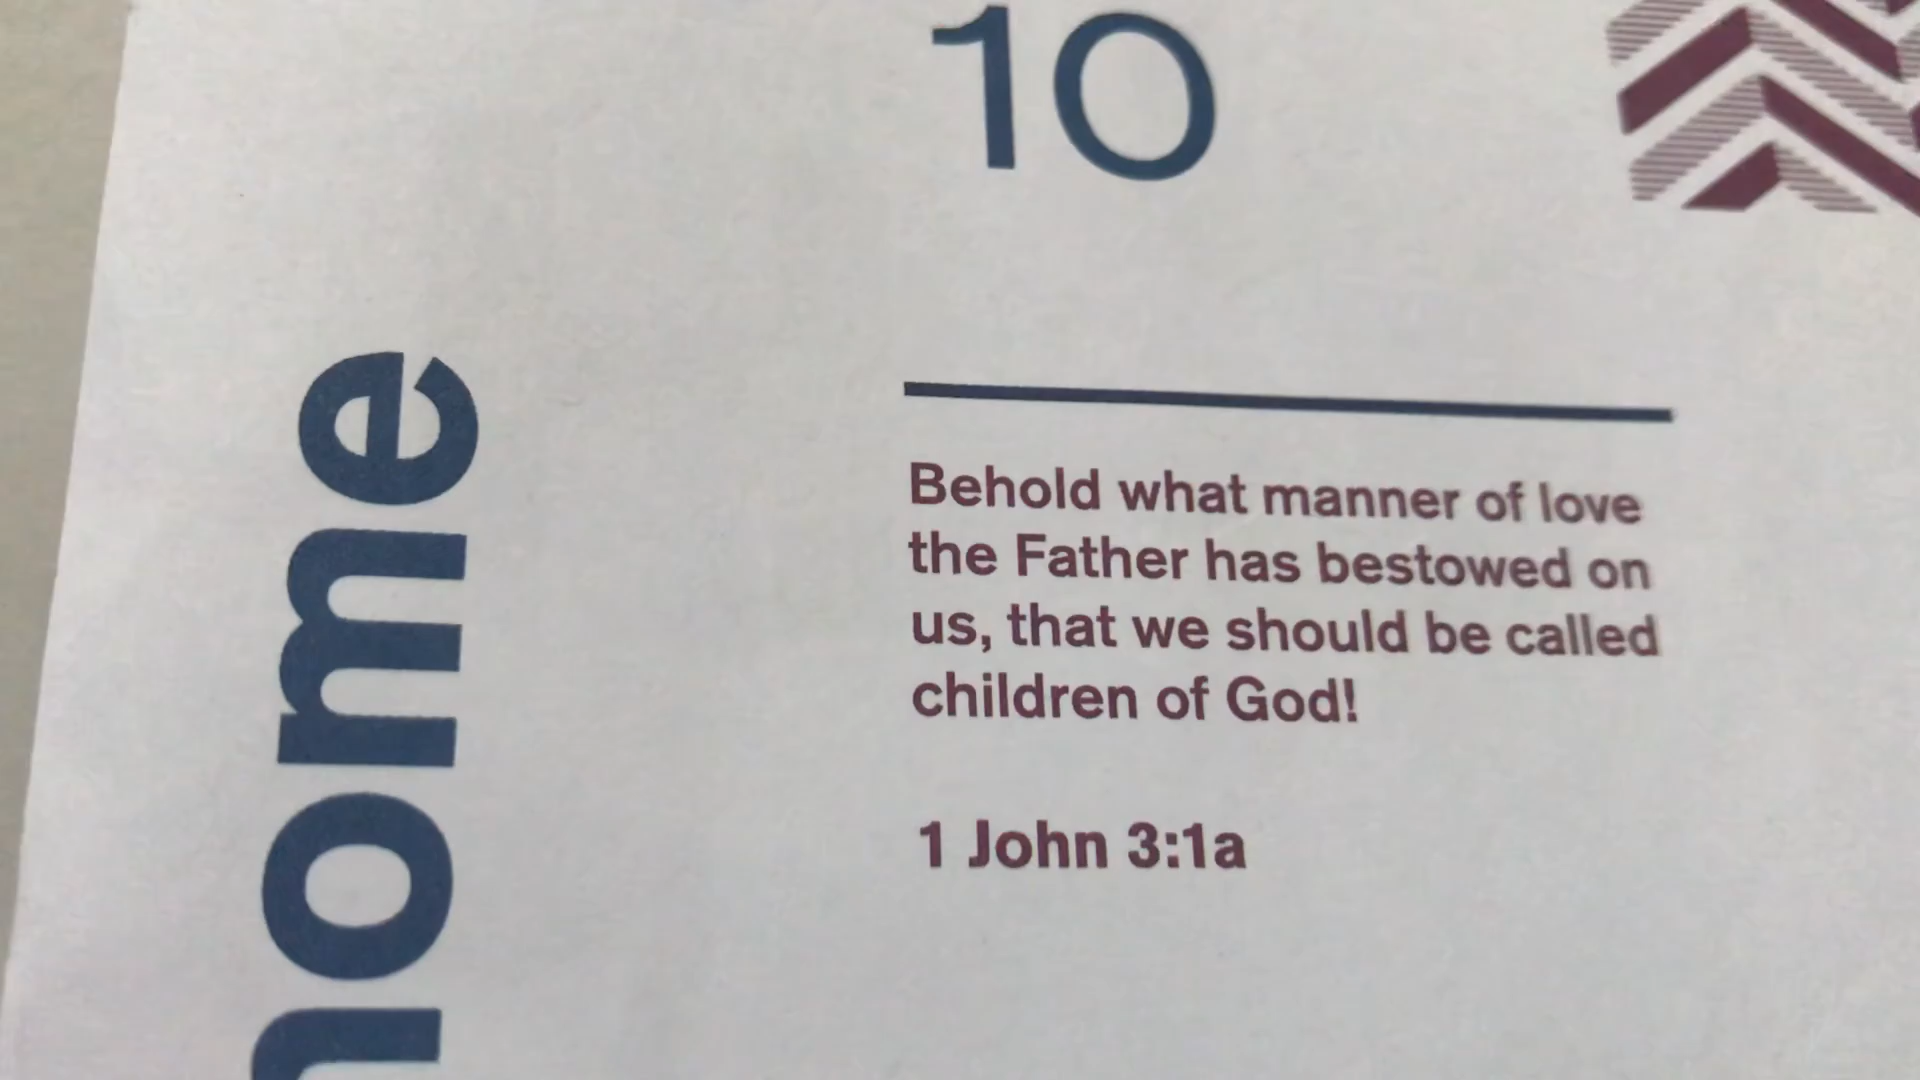 10
Behold what manner of love
the Father has bestowed on
us, that we should be called
children of God!
1 John 3:1a